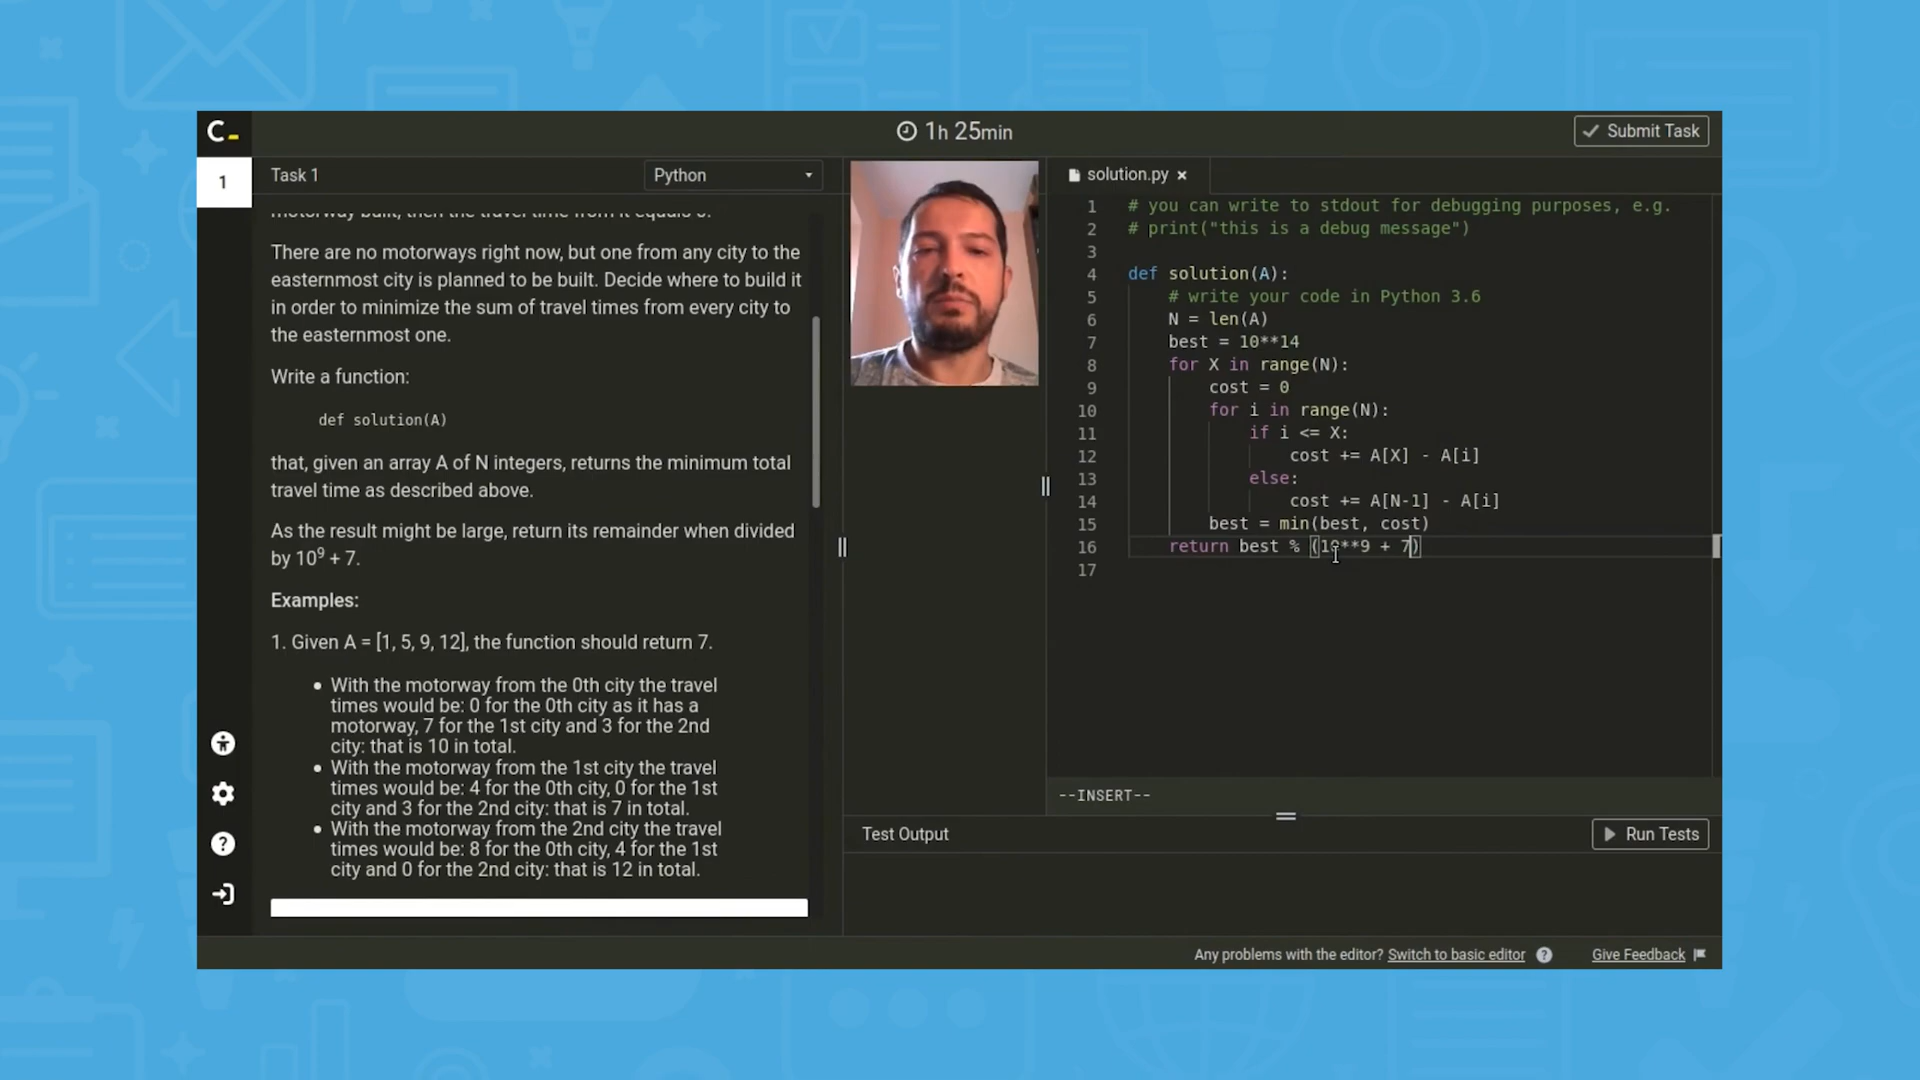 C_
1h 25min
Submit Task
1
Task 1
Python
solution.py ×
There are no motorways right now, but one from any city to the
easternmost city is planned to be built. Decide where to build it
in order to minimize the sum of travel times from every city to
the easternmost one.
Write a function:
def solution(A)
that, given an array A of N integers, returns the minimum total
travel time as described above.
As the result might be large, return its remainder when divided
by 10⁹ + 7.
Examples:
1. Given A = [1, 5, 9, 12], the function should return 7.
• With the motorway from the 0th city the travel
times would be: 0 for the 0th city as it has a
motorway, 7 for the 1st city and 3 for the 2nd
city: that is 10 in total.
• With the motorway from the 1st city the travel
times would be: 4 for the 0th city, 0 for the 1st
city and 3 for the 2nd city: that is 7 in total.
• With the motorway from the 2nd city the travel
times would be: 8 for the 0th city, 4 for the 1st
city and 0 for the 2nd city: that is 12 in total.
1 # you can write to stdout for debugging purposes, e.g.
2 # print("this is a debug message")
3
4 def solution(A):
5 # write your code in Python 3.6
6 N = len(A)
7 best = 10**14
8 for X in range(N):
9 cost = 0
10 for i in range(N):
11 if i <= X:
12 cost += A[X] - A[i]
13 else:
14 cost += A[N-1] - A[i]
15 best = min(best, cost)
16 return best % (10**9 + 7)
17
--INSERT--
Test Output
Run Tests
Any problems with the editor? Switch to basic editor ?
Give Feedback